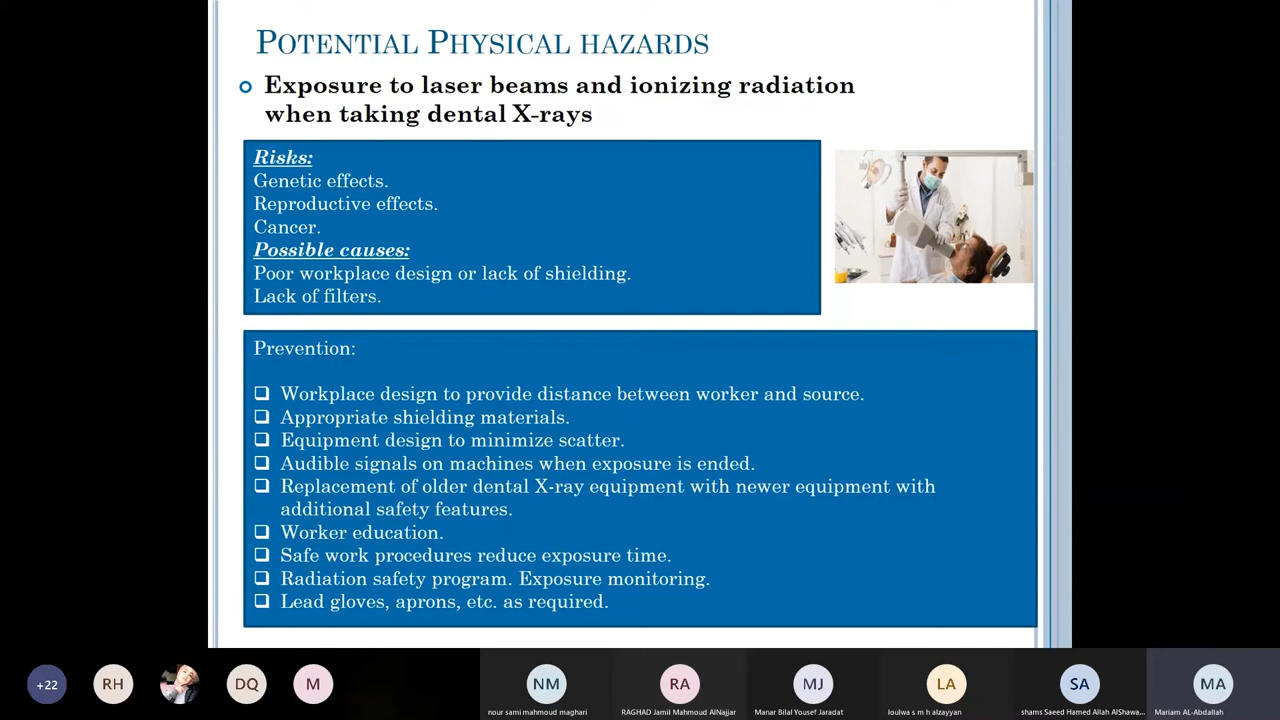 POTENTIAL PHYSICAL HAZARDS
Exposure to laser beams and ionizing radiation
when taking dental X-rays
Risks:
Genetic effects.
Reproductive effects.
Cancer.
Possible causes:
Poor workplace design or lack of shielding.
Lack of filters.
Prevention:
Workplace design to provide distance between worker and source.
Appropriate shielding materials.
Equipment design to minimize scatter.
Audible signals on machines when exposure is ended.
Replacement of older dental X-ray equipment with newer equipment with
additional safety features.
Worker education.
Safe work procedures reduce exposure time.
Radiation safety program. Exposure monitoring.
Lead gloves, aprons, etc. as required.
+22
RH
DQ
M
NM
RA
MJ
LA
SA
MA
nour sami mahmoud maghari
RAGHAD Jamil Mahmoud AlNajjar
Manar Bilal Yousef Jaradat
loulwa s m h alzayyan
shams Saeed Hamed Allah AlShawa...
Mariam AL-Abdallah